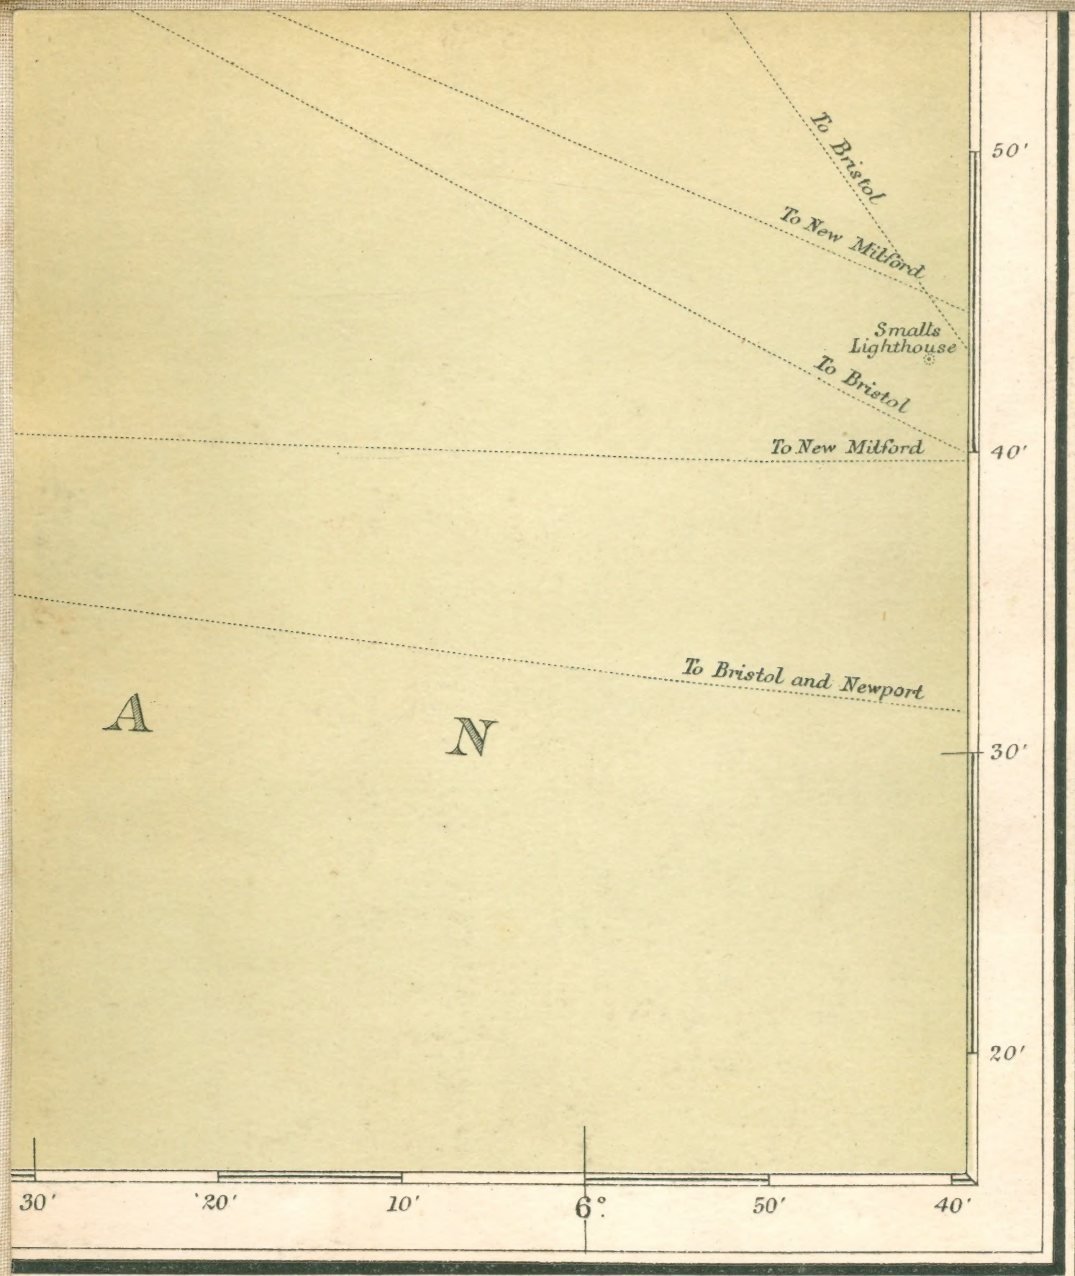 To Bristol
50'
To New Milford
Smalls
Lighthouse
To Bristol
To New Milford
40'
To Bristol and Newport
A N
30'
20'
30' 20' 10' 6° 50' 40'